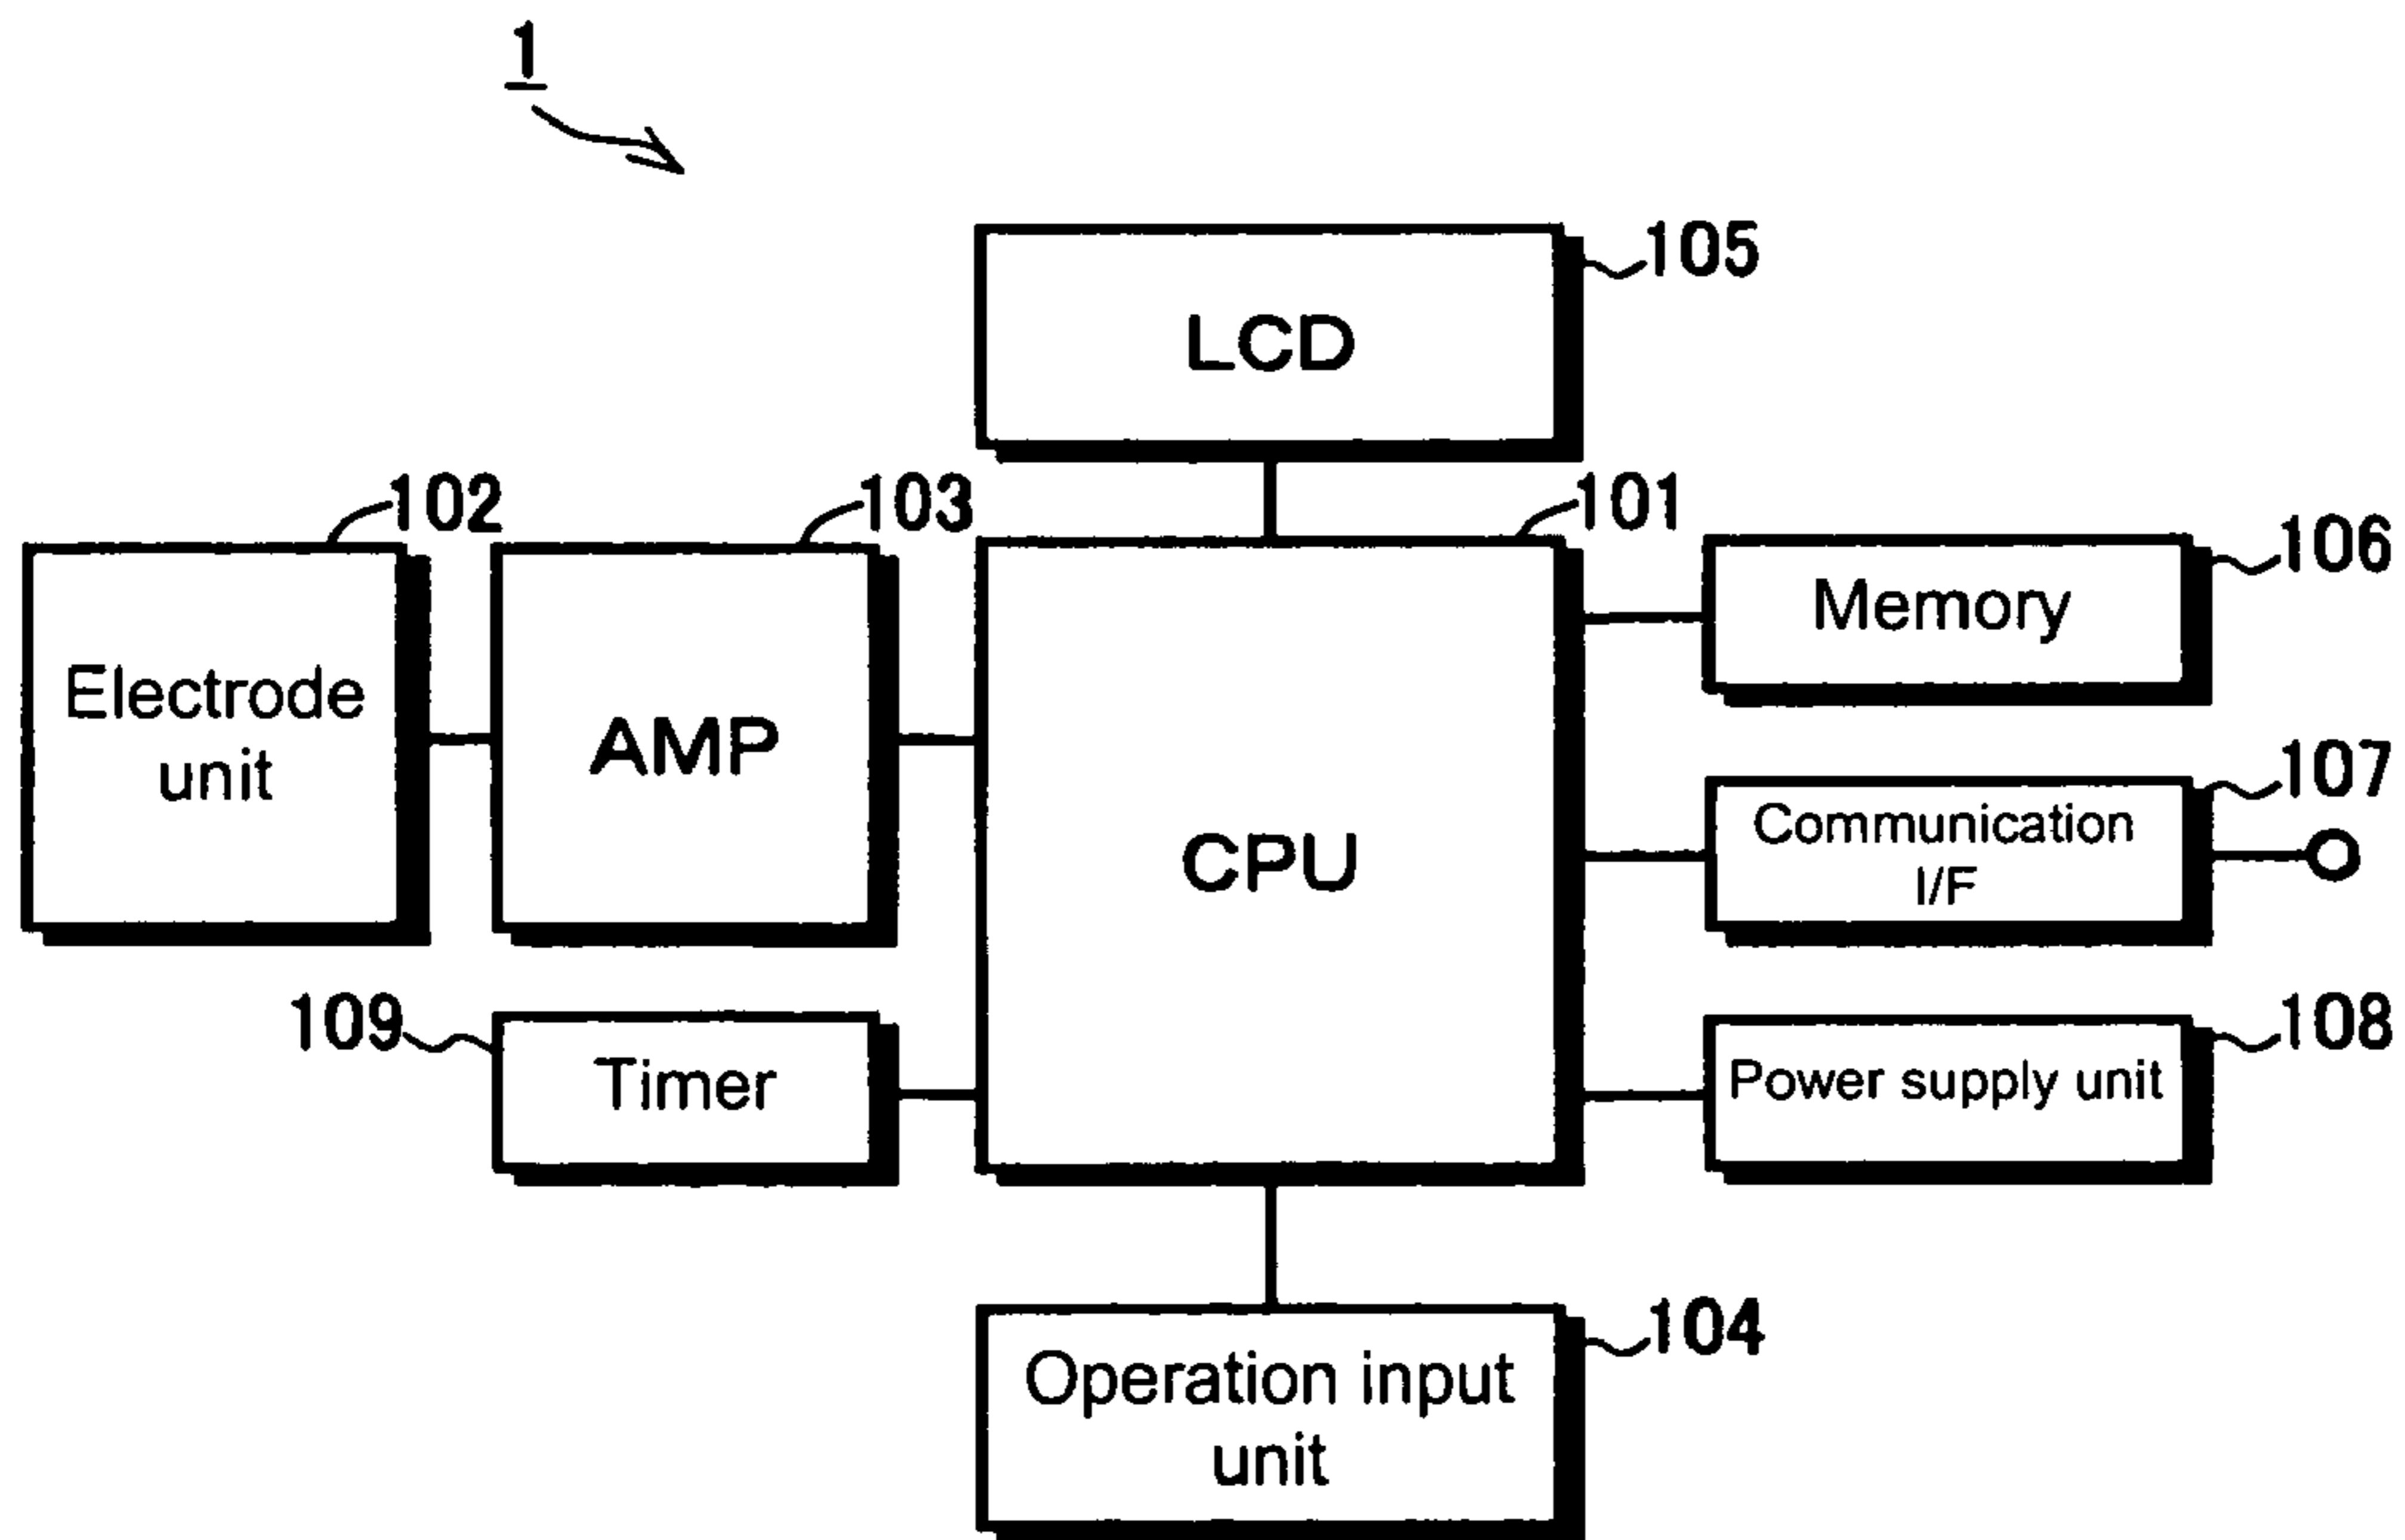 1
LCD
105
102
103
101
Electrode
unit
AMP
CPU
Memory
106
Communication
I/F
107
109
Timer
Power supply unit
108
Operation input
unit
104